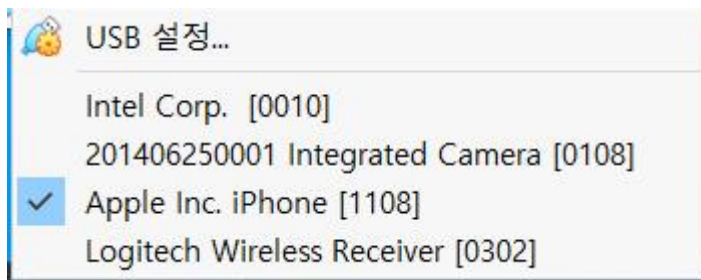 USB 설정...
Intel Corp.  [0010]
201406250001 Integrated Camera [0108]
Apple Inc. iPhone [1108]
Logitech Wireless Receiver [0302]